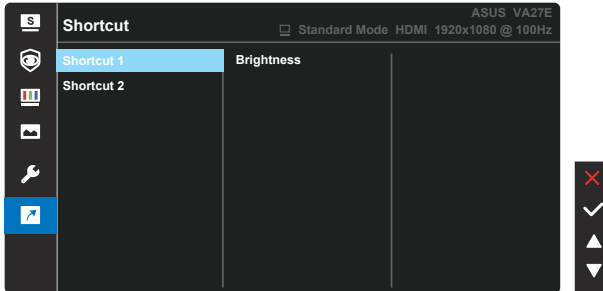 S
Shortcut
ASUS VA27E
Standard Mode HDMI 1920x1080 @ 100Hz
Shortcut 1
Brightness
Shortcut 2